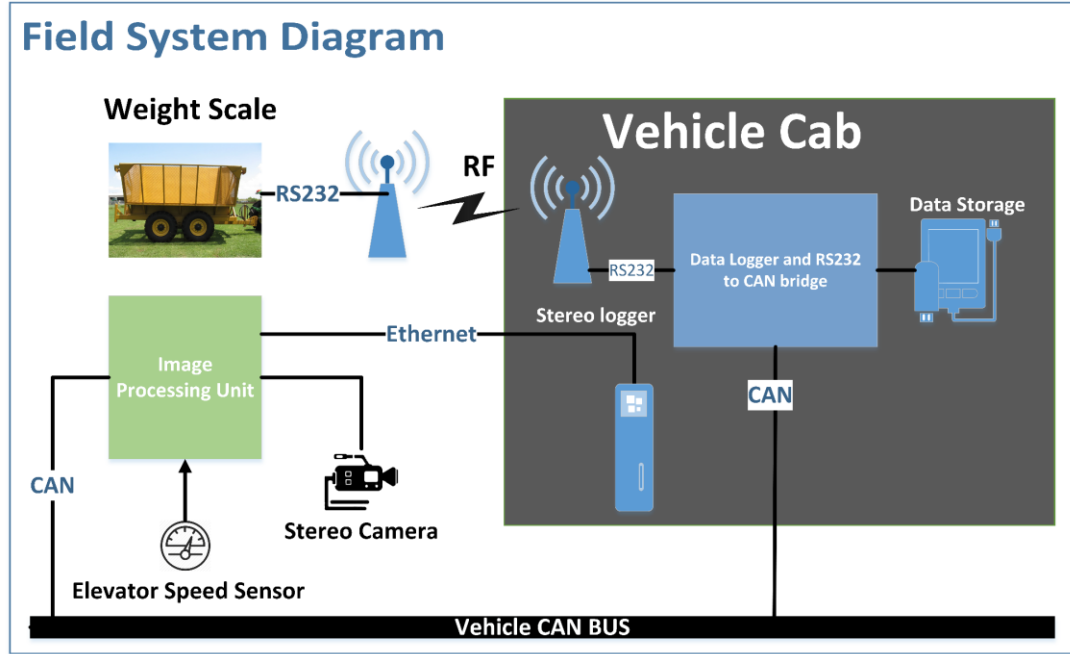 Field System Diagram
Weight Scale
Vehicle Cab
RS232
RF
Data Storage
RS232
Data Logger and RS232
to CAN bridge
Stereo logger
Ethernet
Image
Processing Unit
CAN
CAN
Stereo Camera
Elevator Speed Sensor
Vehicle CAN BUS